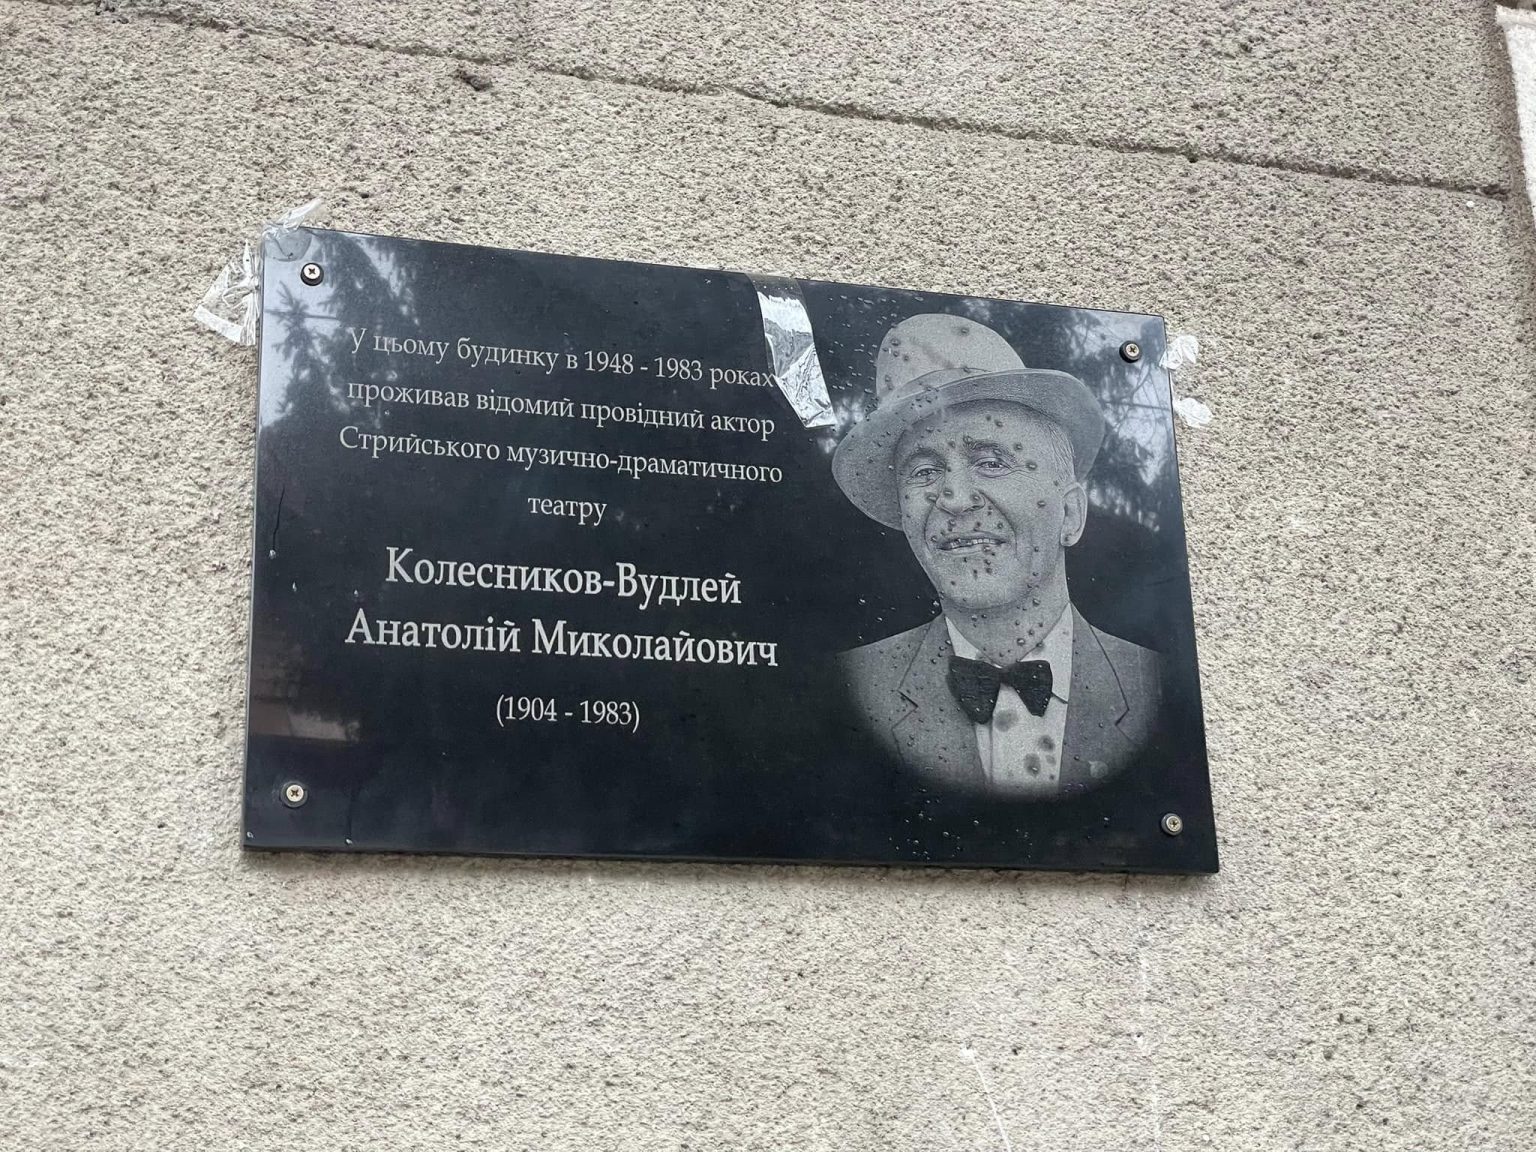 У цьому будинку в 1948 - 1983 роках
проживав відомий провідний актор
Стрийського музично-драматичного
театру
Колесников-Вудлей
Анатолій Миколайович
(1904 - 1983)